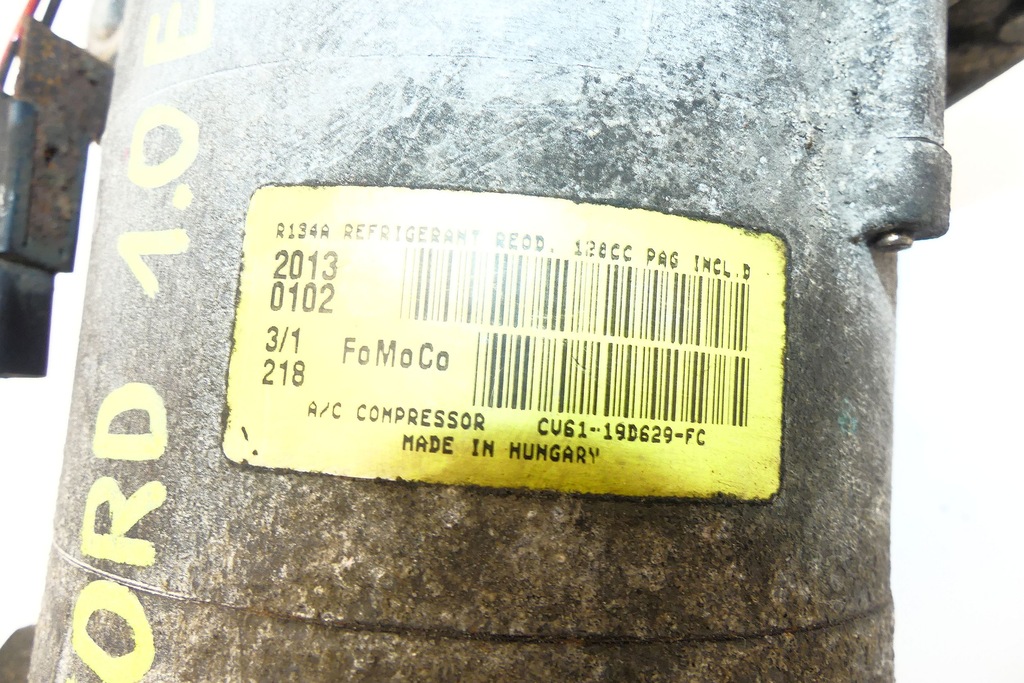 R134A REFRIGERANT REQD. 120CC PAG INCL.D
2013
0102
3/1
218
FoMoCo
A/C COMPRESSOR CV61-19D629-FC
MADE IN HUNGARY
ORD 1.0 E